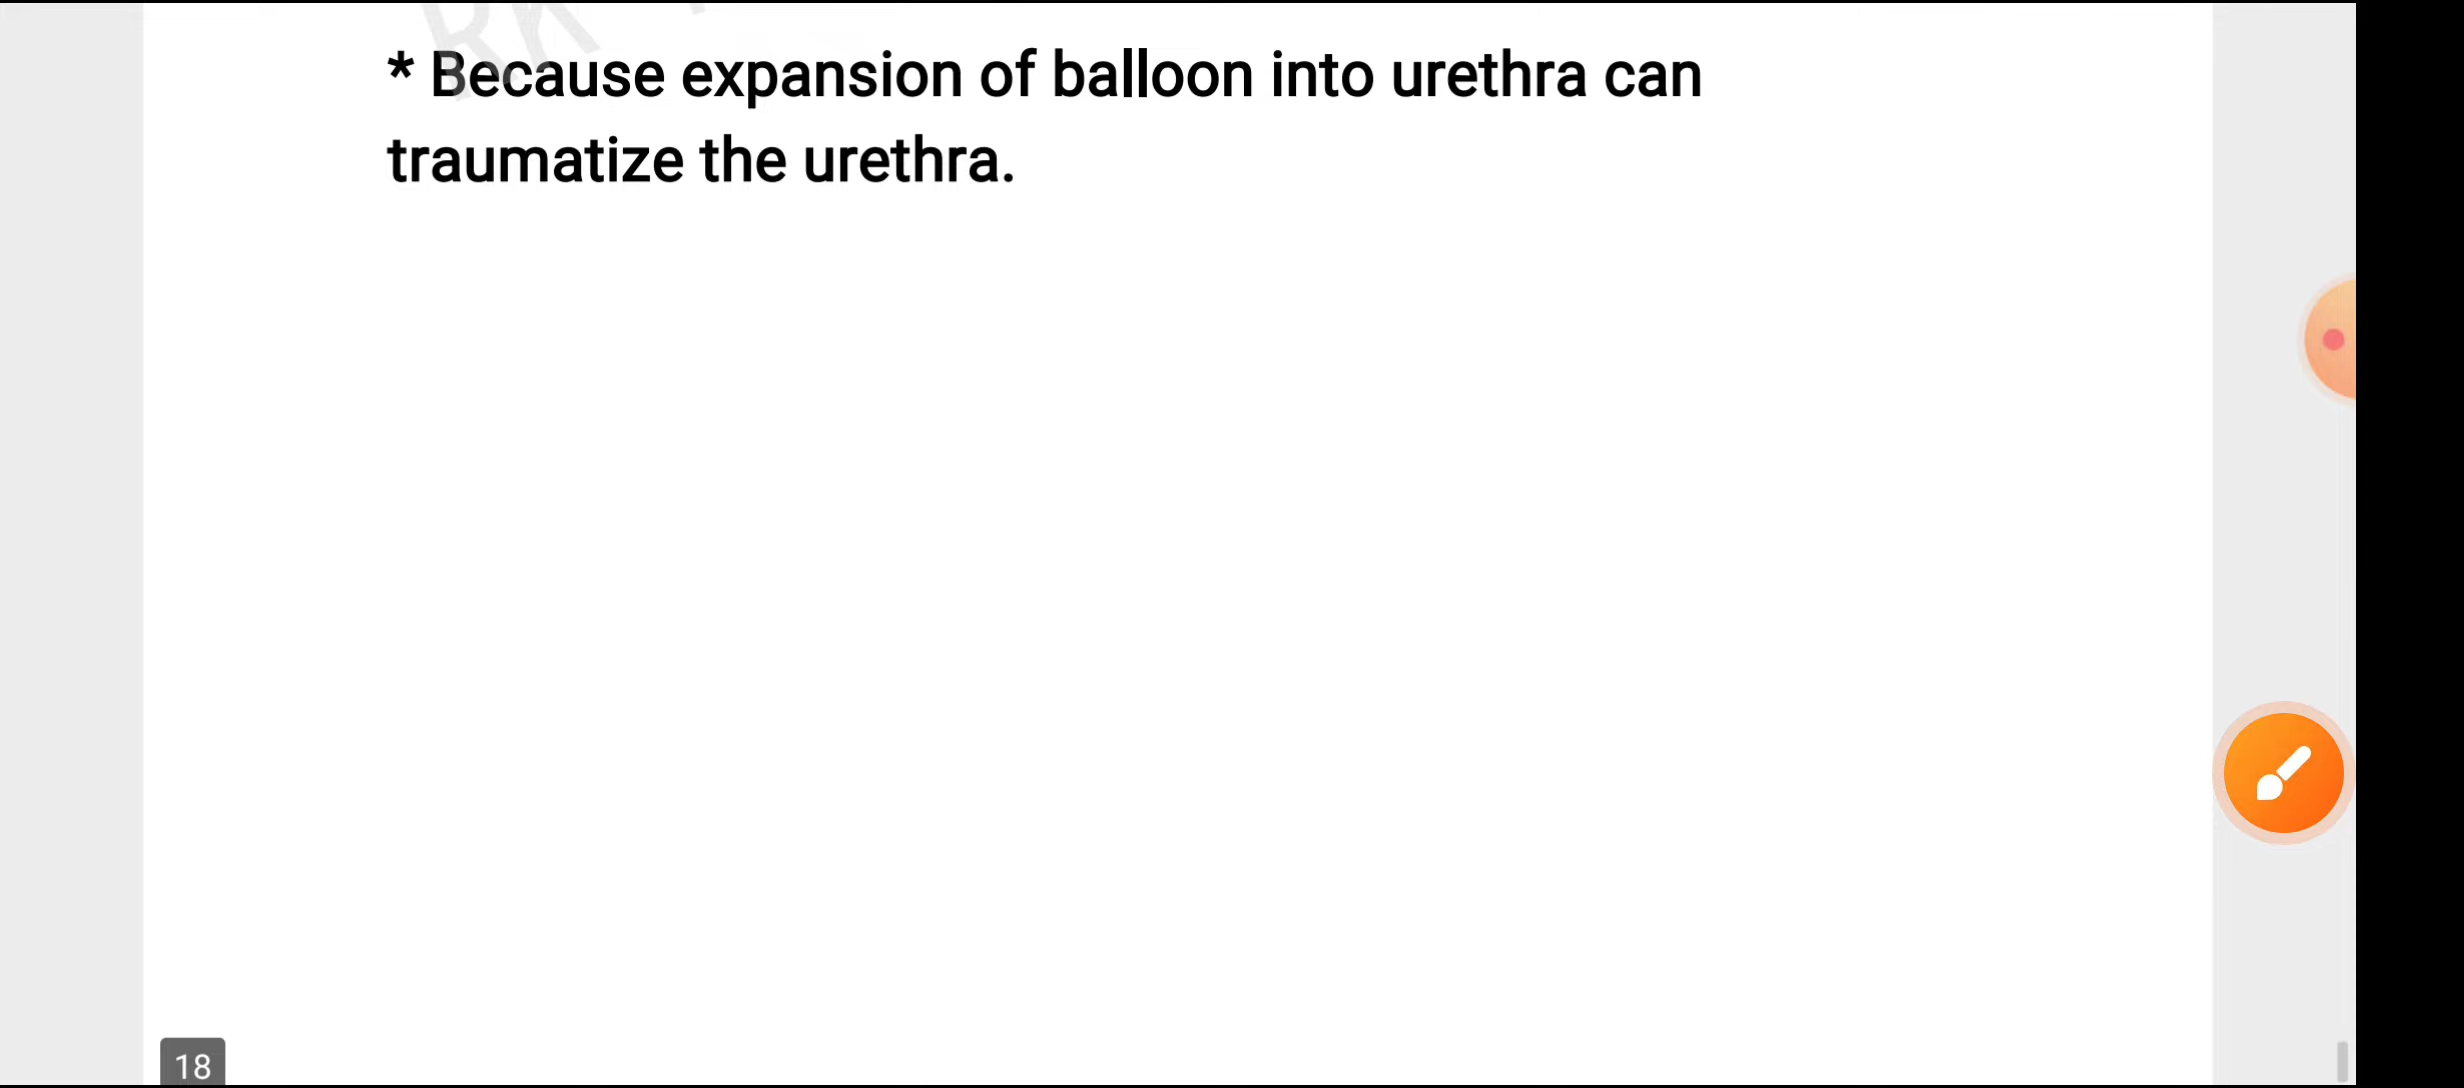 * Because expansion of balloon into urethra can
traumatize the urethra.
18